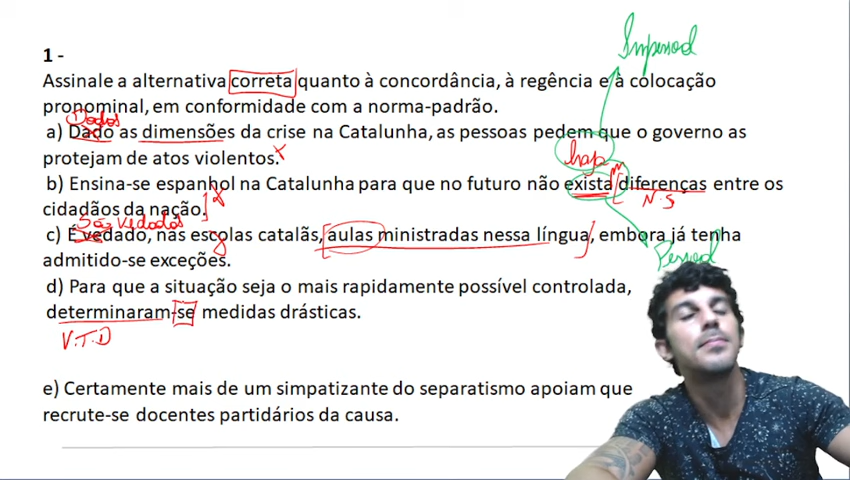 Impessoal
1 -
Assinale a alternativa correta quanto à concordância, à regência e à colocação
pronominal, em conformidade com a norma-padrão.
Dados
a) Dado as dimensões da crise na Catalunha, as pessoas pedem que o governo as
protejam de atos violentos. X
haja
b) Ensina-se espanhol na Catalunha para que no futuro não exista diferenças entre os
N.S
cidadãos da nação.
São vedados
c) É vedado, nas escolas catalãs, aulas ministradas nessa língua, embora já tenha
Pessoal
admitido-se exceções.
d) Para que a situação seja o mais rapidamente possível controlada,
determinaram-se medidas drásticas.
V.T.D
e) Certamente mais de um simpatizante do separatismo apoiam que
recrute-se docentes partidários da causa.